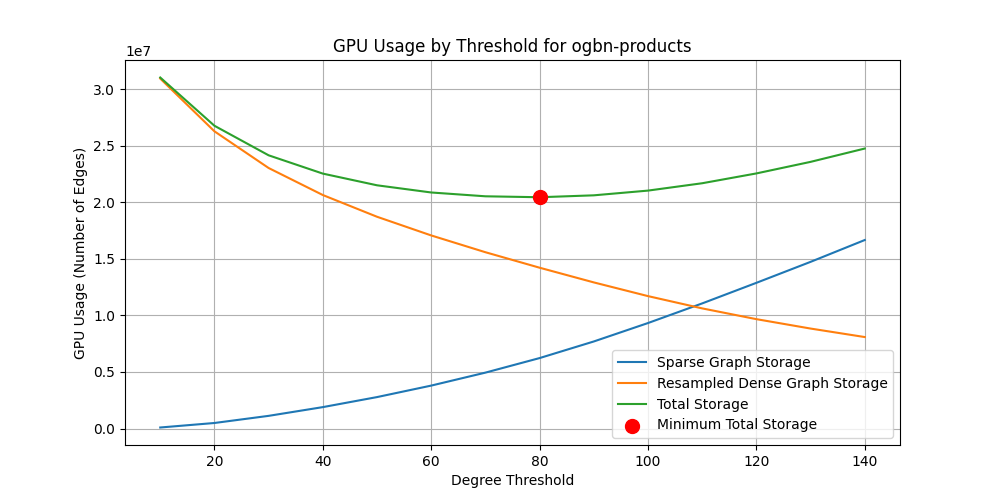 GPU Usage by Threshold for ogbn-products
1e7
GPU Usage (Number of Edges)
3.0
2.5
2.0
1.5
1.0
0.5
0.0
Sparse Graph Storage
Resampled Dense Graph Storage
Total Storage
Minimum Total Storage
20 40 60 80 100 120 140
Degree Threshold